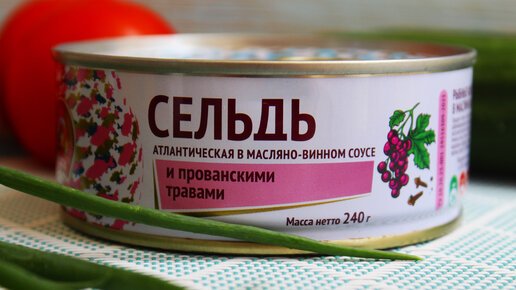 СЕЛЬДЬ
АТЛАНТИЧЕСКАЯ В МАСЛЯНО-ВИННОМ СОУСЕ
и прованскими
травами
Масса нетто 240 г